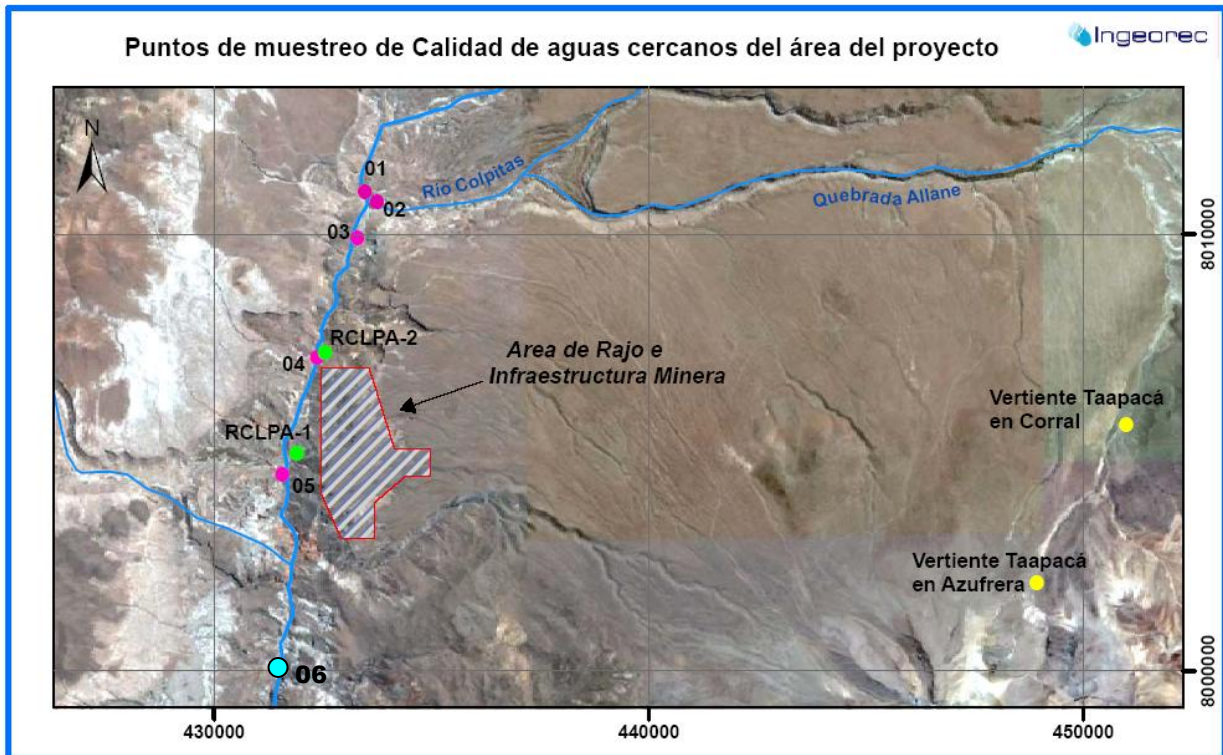 Puntos de muestreo de Calidad de aguas cercanos del área del proyecto
Ingeorec
N
01
02
Río Colpitas
Quebrada Allane
03
8010000
RCLPA-2
04
Area de Rajo e
Infraestructura Minera
Vertiente Taapacá
en Corral
RCLPA-1
05
Vertiente Taapacá
en Azufrera
06
8000000
430000
440000
450000